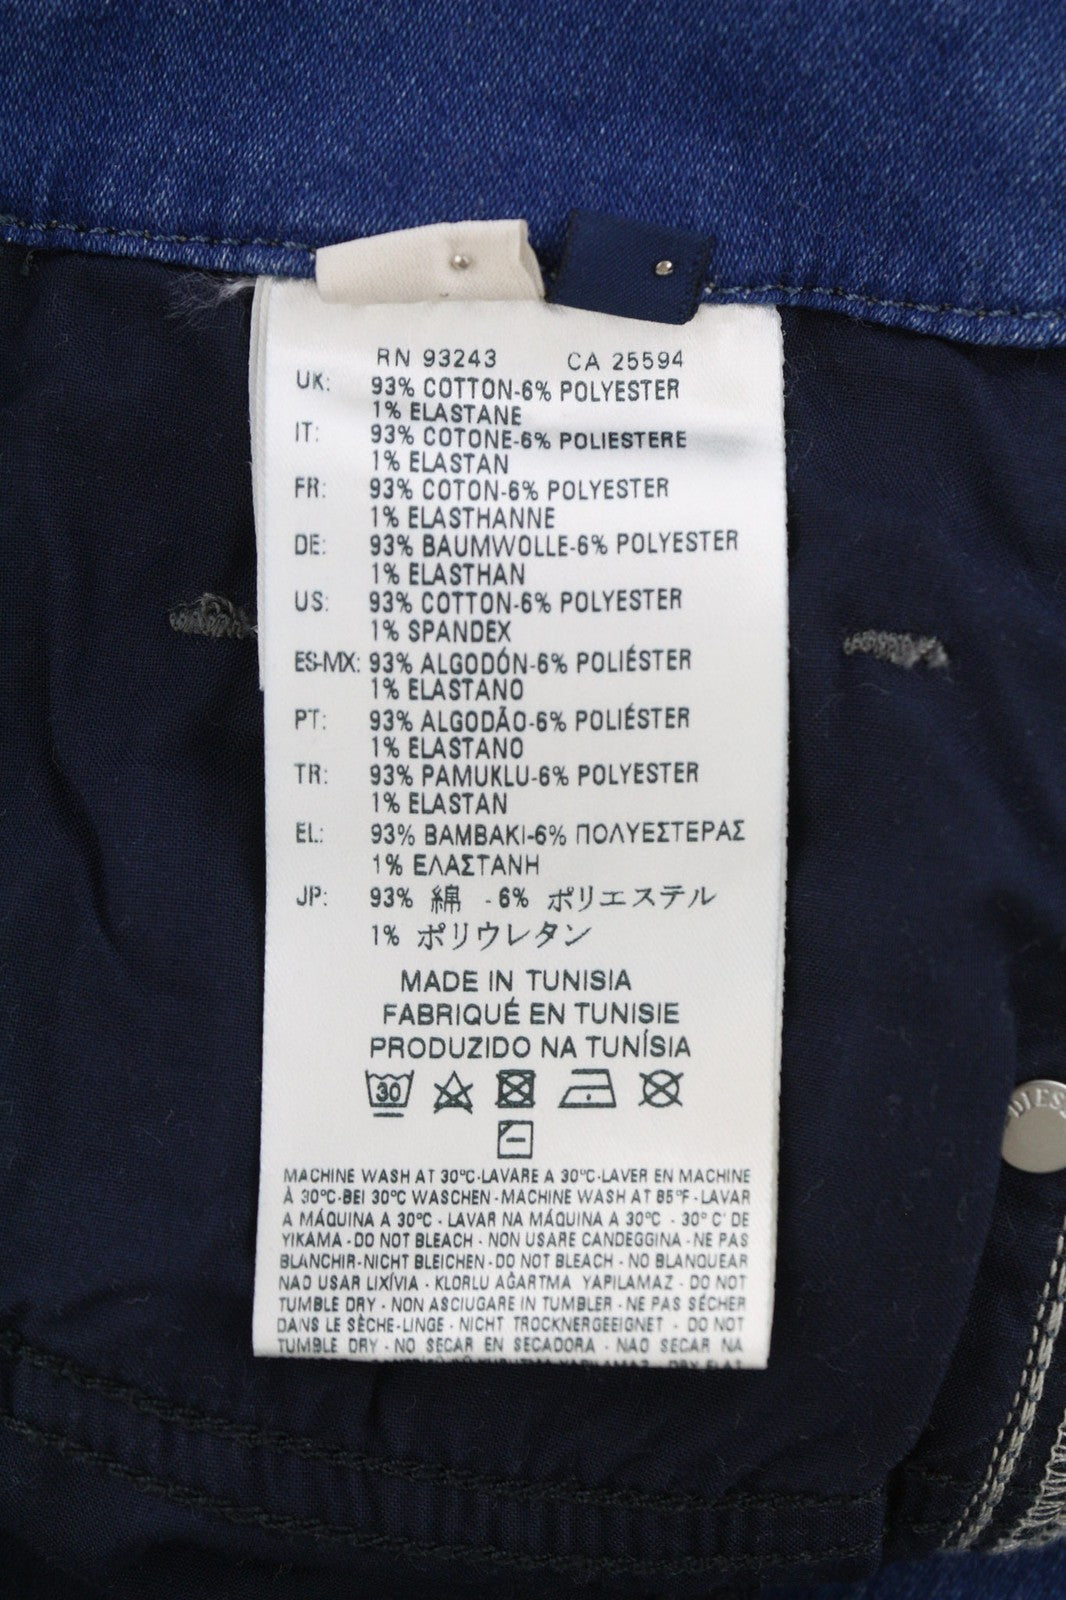 RN 93243 CA 25594
UK: 93% COTTON-6% POLYESTER
1% ELASTANE
IT: 93% COTONE-6% POLIESTERE
1% ELASTAN
FR: 93% COTON-6% POLYESTER
1% ELASTHANNE
DE: 93% BAUMWOLLE-6% POLYESTER
1% ELASTHAN
US: 93% COTTON-6% POLYESTER
1% SPANDEX
ES-MX: 93% ALGODÓN-6% POLIÉSTER
1% ELASTANO
PT: 93% ALGODÃO-6% POLIÉSTER
1% ELASTANO
TR: 93% PAMUKLU-6% POLYESTER
1% ELASTAN
EL: 93% ΒΑΜΒΑΚΙ-6% ΠΟΛΥΕΣΤΕΡΑΣ
1% ΕΛΑΣΤΑΝΗ
JP: 93% 綿 - 6% ポリエステル
1% ポリウレタン
MADE IN TUNISIA
FABRIQUÉ EN TUNISIE
PRODUZIDO NA TUNÍSIA
30
MACHINE WASH AT 30°C-LAVARE A 30°C-LAVER EN MACHINE
À 30°C-BEI 30°C WASCHEN-MACHINE WASH AT 85°F-LAVAR
A MÁQUINA A 30°C - LAVAR NA MÁQUINA A 30°C - 30° C' DE
YIKAMA - DO NOT BLEACH - NON USARE CANDEGGINA - NE PAS
BLANCHIR-NICHT BLEICHEN-DO NOT BLEACH - NO BLANQUEAR
NAO USAR LIXÍVIA - KLORLU AĞARTMA YAPILAMAZ - DO NOT
TUMBLE DRY - NON ASCIUGARE IN TUMBLER - NE PAS SÉCHER
DANS LE SÈCHE-LINGE - NICHT TROCKNERGEEIGNET - DO NOT
TUMBLE DRY - NO SECAR EN SECADORA - NAO SECAR NA
DIES